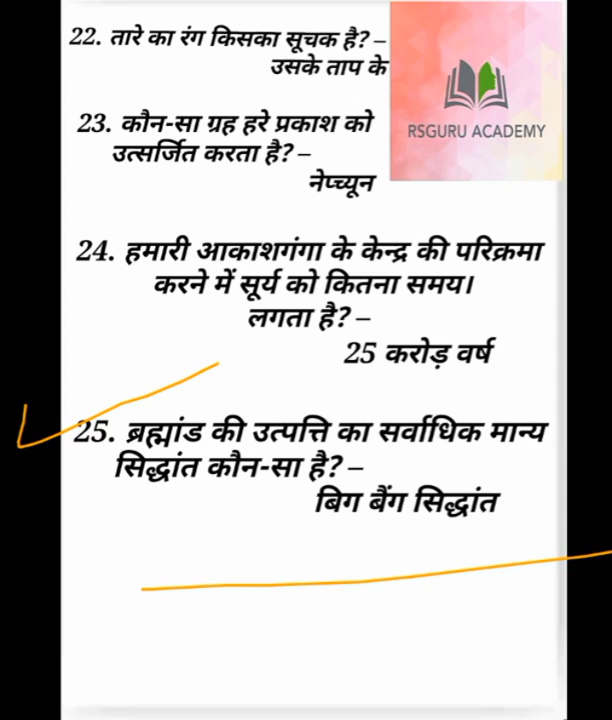 22. तारे का रंग किसका सूचक है? –
उसके ताप के
RSGURU ACADEMY
23. कौन-सा ग्रह हरे प्रकाश को
उत्सर्जित करता है? –
नेप्च्यून
24. हमारी आकाशगंगा के केन्द्र की परिक्रमा
करने में सूर्य को कितना समय।
लगता है? –
25 करोड़ वर्ष
25. ब्रह्मांड की उत्पत्ति का सर्वाधिक मान्य
सिद्धांत कौन-सा है? –
बिग बैंग सिद्धांत